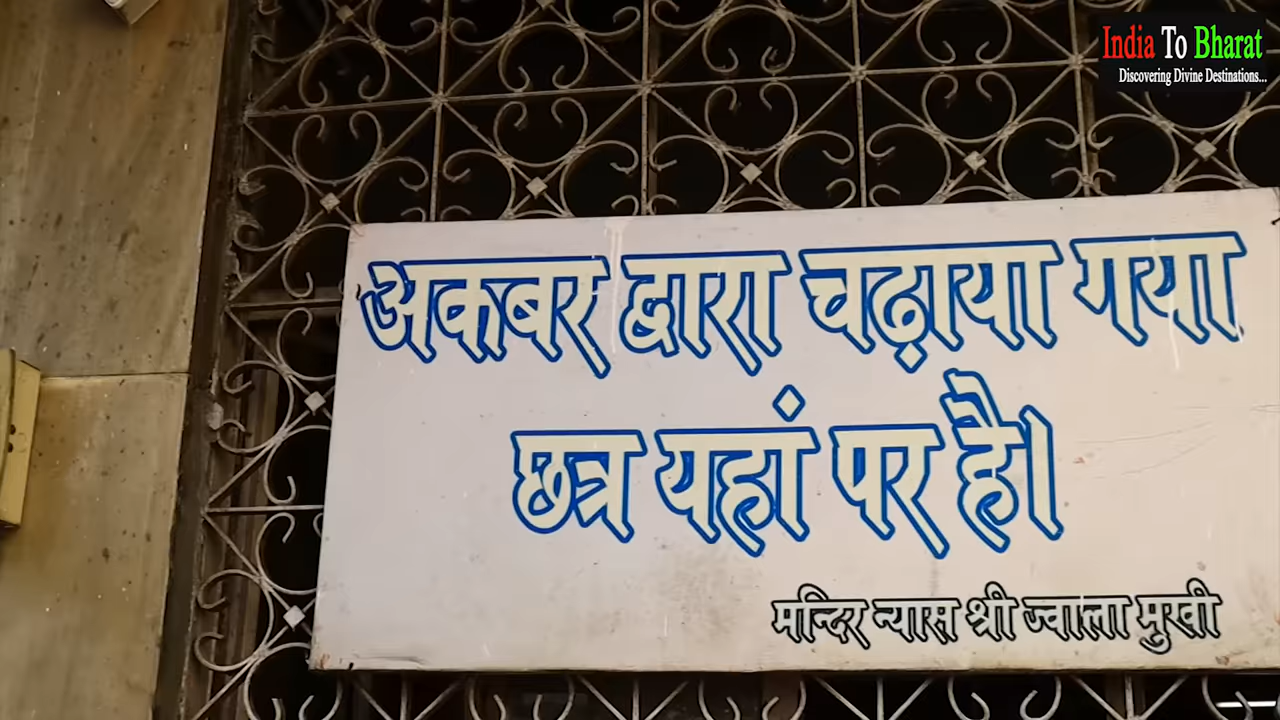 India To Bharat
Discovering Divine Destinations...
अकबर द्वारा चढ़ाया गया
छत्र यहां पर है।
मन्दिर न्यास श्री ज्वाला मुखी